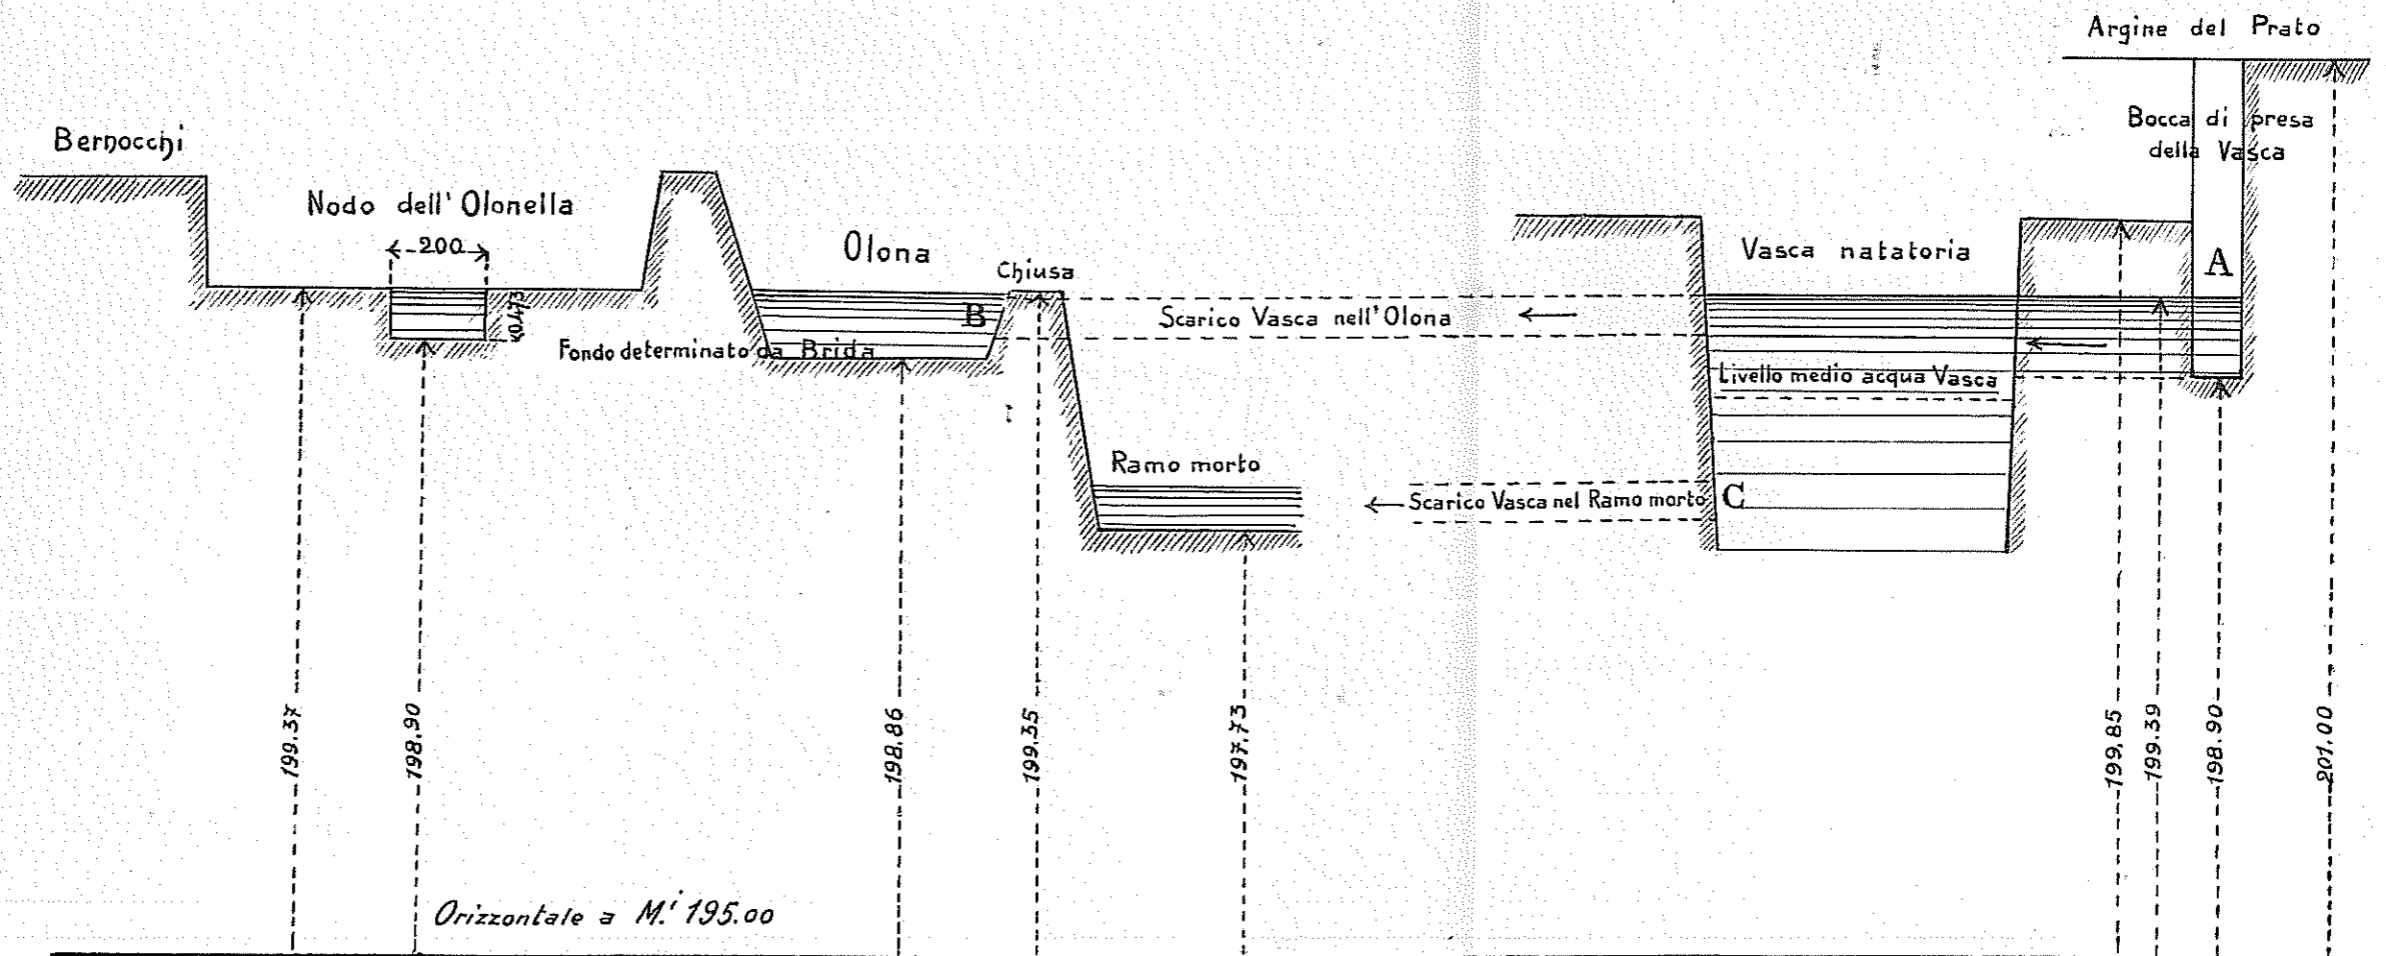 Argine del Prato
Bocca di presa
della Vasca
Bernocchi
Nodo dell'Olonella
200
0.47
Olona
Chiusa
Vasca natatoria
A
B
Scarico Vasca nell'Olona
Fondo determinato da Brida
Livello medio acqua Vasca
Ramo morto
Scarico Vasca nel Ramo morto
C
199.37
198.90
198.86
199.35
197.73
199.85
199.39
198.90
201.00
Orizzontale a M.i 195.00